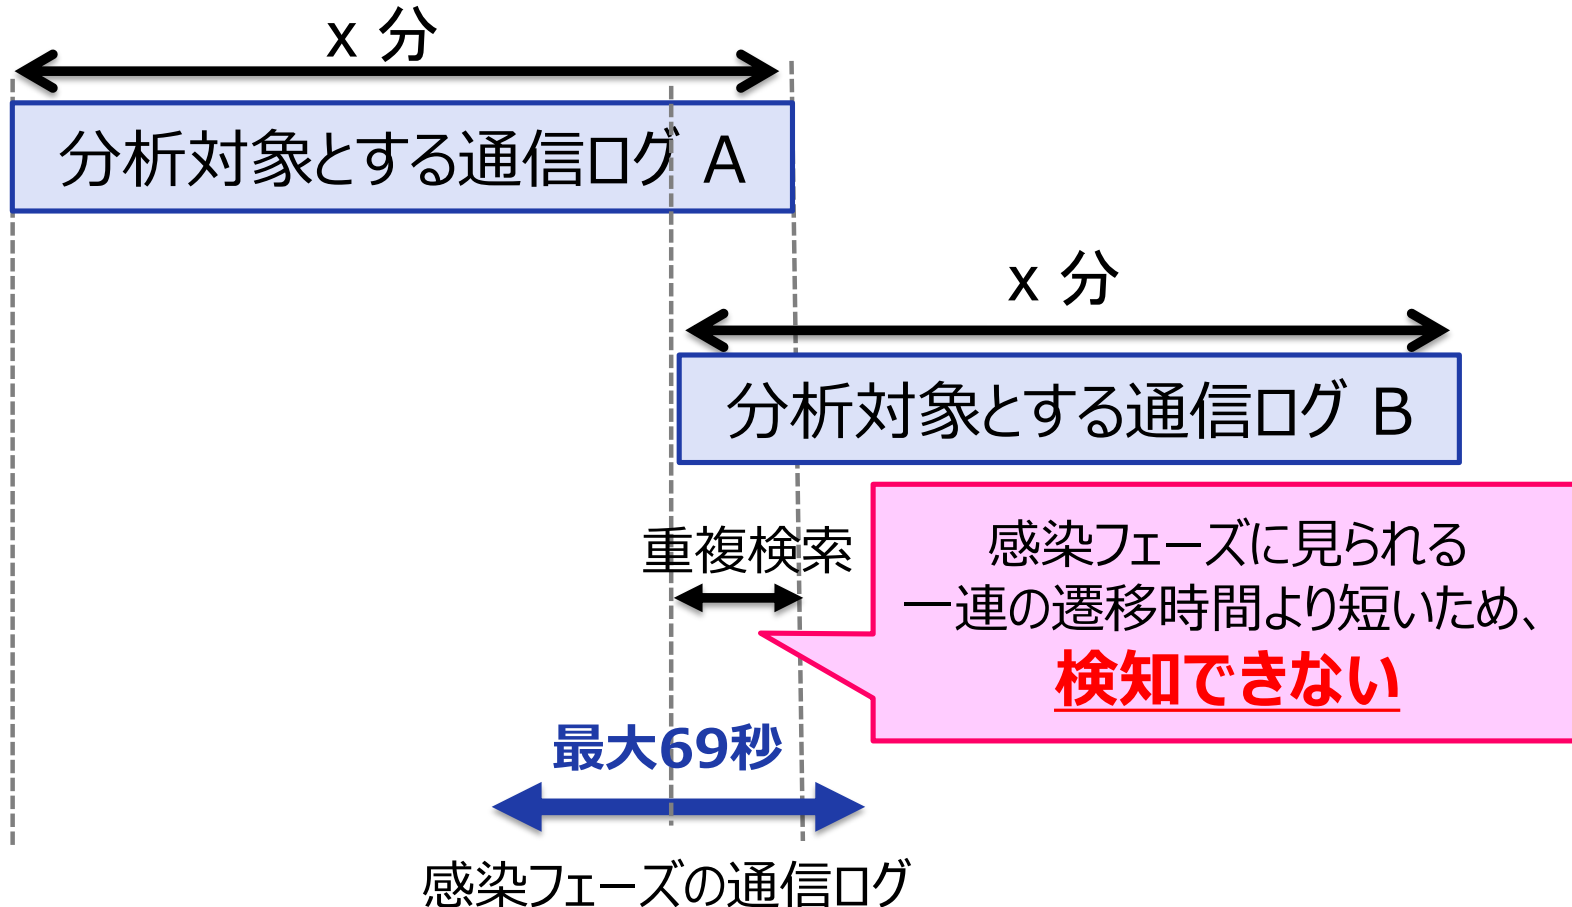 x 分
分析対象とする通信ログ A
x 分
分析対象とする通信ログ B
重複検索
感染フェーズに見られる
一連の遷移時間より短いため、
検知できない
最大69秒
感染フェーズの通信ログ